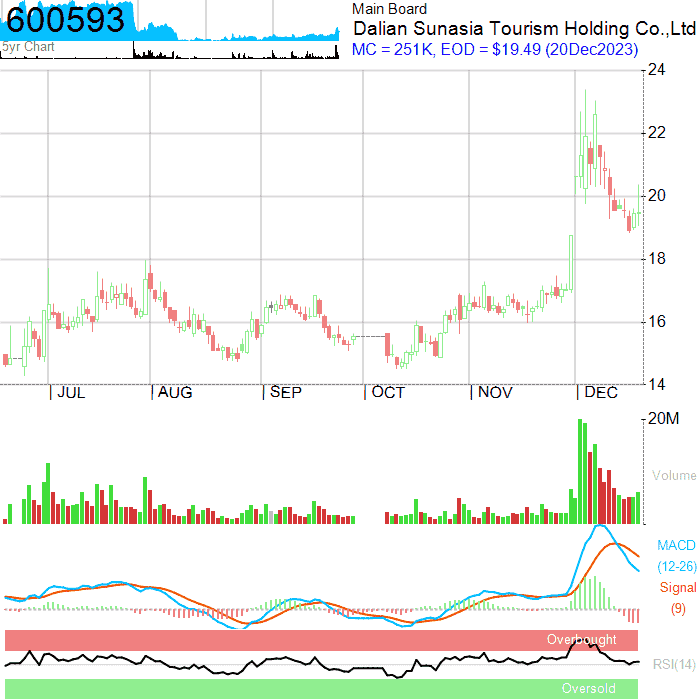 600593
5yr Chart
Main Board
Dalian Sunasia Tourism Holding Co.,Ltd
MC = 251K, EOD = $19.49 (20Dec2023)
24
22
20
18
16
14
JUL AUG SEP OCT NOV DEC
20M
Volume
MACD
(12-26)
Signal
(9)
Overbought
RSI(14)
Oversold